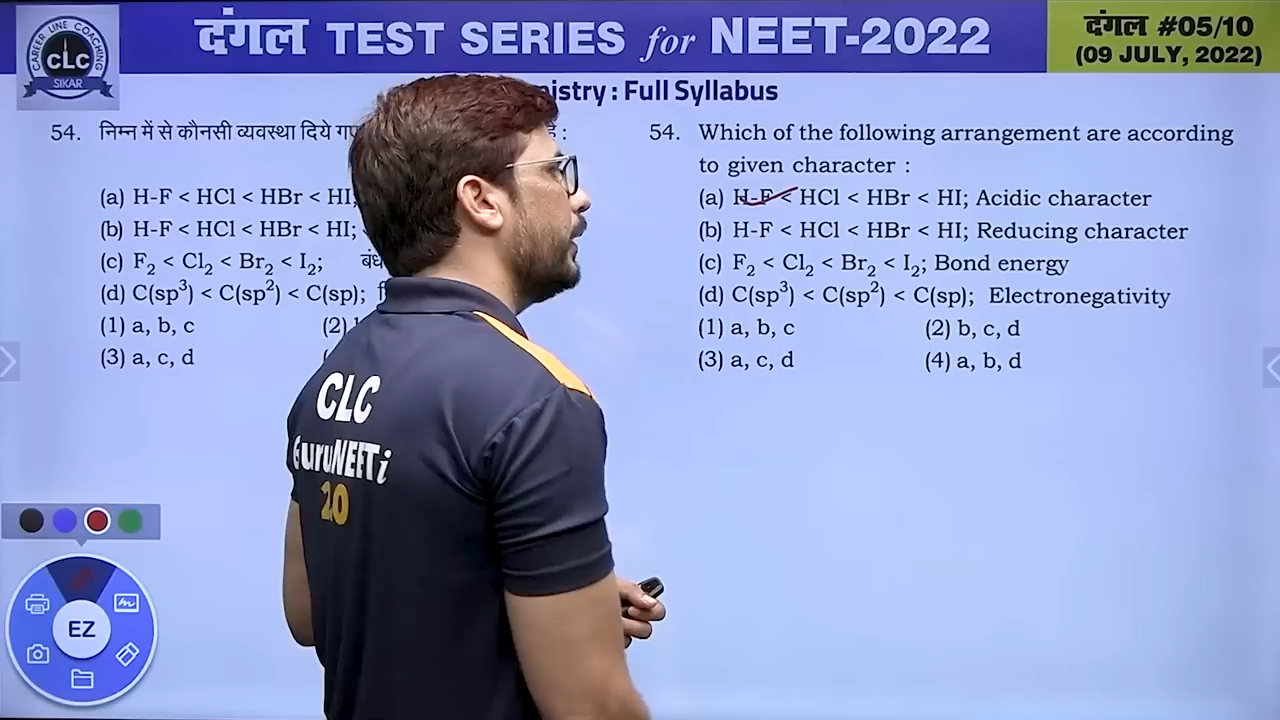 दंगल TEST SERIES for NEET-2022
दंगल #05/10
(09 JULY, 2022)
CAREER LINE COACHING
CLC
SIKAR
: Full Syllabus
54. निम्न में से कौनसी व्यवस्था दिये
(a) H-F < HCl < HBr < HI;
(b) H-F < HCl < HBr < HI;
(c) F₂ < Cl₂ < Br₂ < I₂;
(d) C(sp³) < C(sp²) < C(sp);
(1) a, b, c (2)
(3) a, c, d
54. Which of the following arrangement are according
to given character :
(a) H-F < HCl < HBr < HI; Acidic character
(b) H-F < HCl < HBr < HI; Reducing character
(c) F₂ < Cl₂ < Br₂ < I₂; Bond energy
(d) C(sp³) < C(sp²) < C(sp); Electronegativity
(1) a, b, c (2) b, c, d
(3) a, c, d (4) a, b, d
CLC
GuruNEETi
2.0
EZ